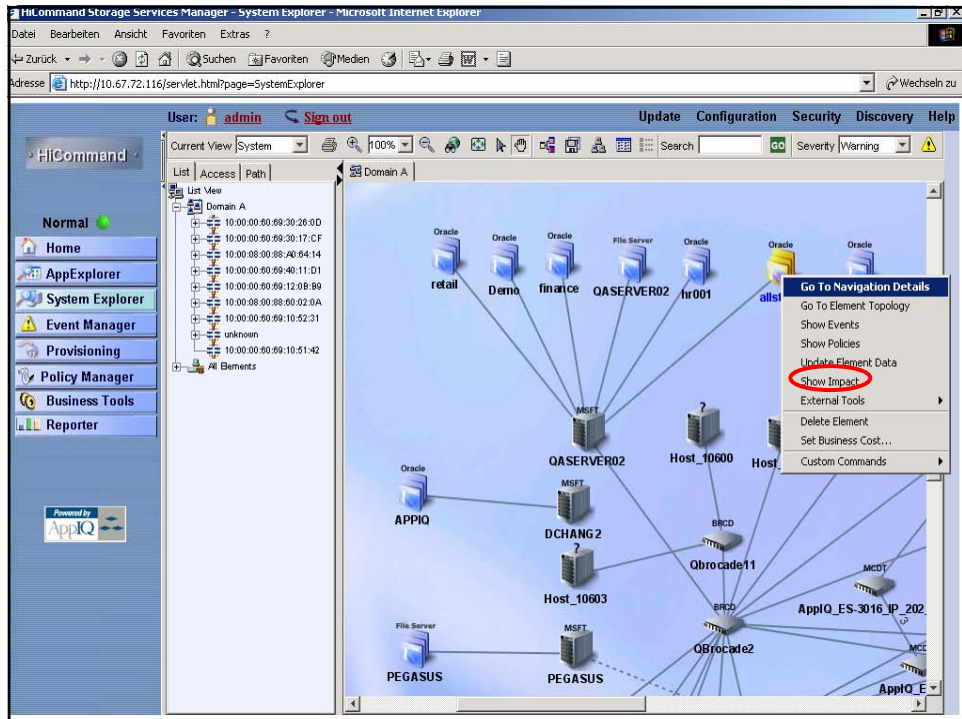 HiCommand Storage Services Manager - System Explorer - Microsoft Internet Explorer
Datei Bearbeiten Ansicht Favoriten Extras ?
Zurück Suchen Favoriten Medien
Adresse http://10.67.72.116/servlet.html?page=SystemExplorer Wechseln zu
User: admin Sign out Update Configuration Security Discovery Help
HiCommand
Current View System 100% Search GO Severity Warning
List Access Path Domain A
List View
Domain A
10:00:00:60:69:30:26:0D
10:00:00:60:69:30:17:CF
10:00:08:00:88:A0:64:14
10:00:00:60:69:40:11:D1
10:00:00:60:69:12:0B:B9
10:00:08:00:88:60:02:0A
10:00:00:60:69:10:52:31
unknown
10:00:00:60:69:10:51:42
All Elements
Normal
Home
AppExplorer
System Explorer
Event Manager
Provisioning
Policy Manager
Business Tools
Reporter
Powered by
AppIQ
Oracle
retail
Oracle
Demo
Oracle
finance
File Server
QASERVER02
Oracle
hr001
Oracle
allst
Oracle
Go To Navigation Details
Go To Element Topology
Show Events
Show Policies
Update Element Data
Show Impact
External Tools
Delete Element
Set Business Cost...
Custom Commands
MSFT
QASERVER02
?
Host_10600
Host_
Oracle
APPIQ
MSFT
DCHANG2
?
Host_10603
BRCD
Qbrocade11
MCDT
AppIQ_ES-3016_IP_202_
BRCD
QBrocade2
File Server
PEGASUS
MSFT
PEGASUS
MCD
AppIQ_E